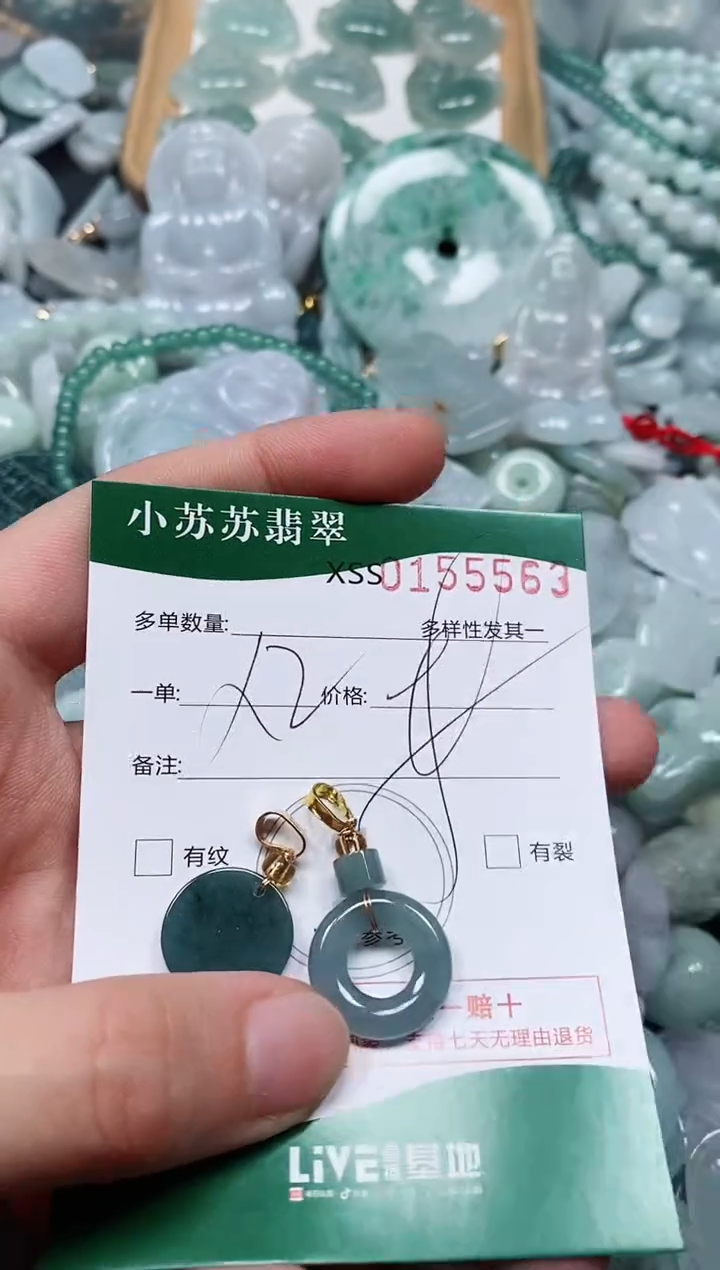 小苏苏翡翠
XSS0155563
多单数量: 多样性发其一
一单: 价格:
备注:
有纹 有裂
一赔十
七天无理由退货
LiVE 基地